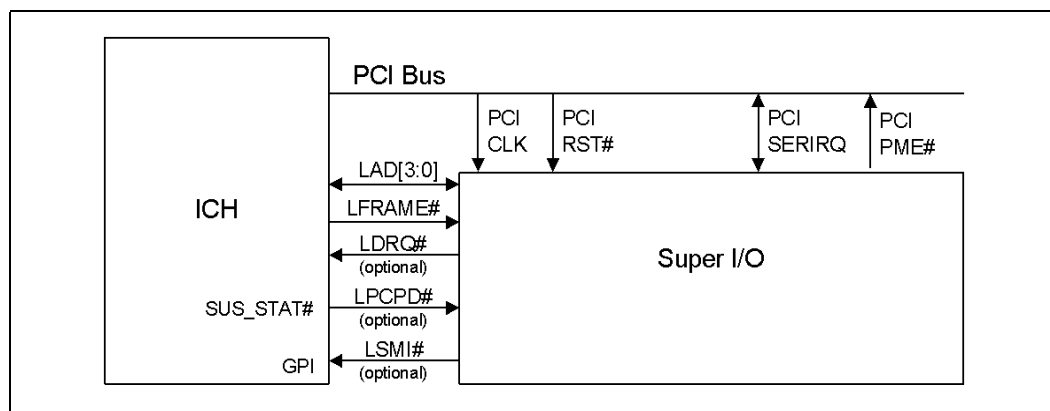 PCI Bus
PCI
CLK
PCI
RST#
PCI
SERIRQ
PCI
PME#
ICH
LAD[3:0]
LFRAME#
LDRQ#
(optional)
SUS_STAT#
LPCPD#
(optional)
GPI
LSMI#
(optional)
Super I/O